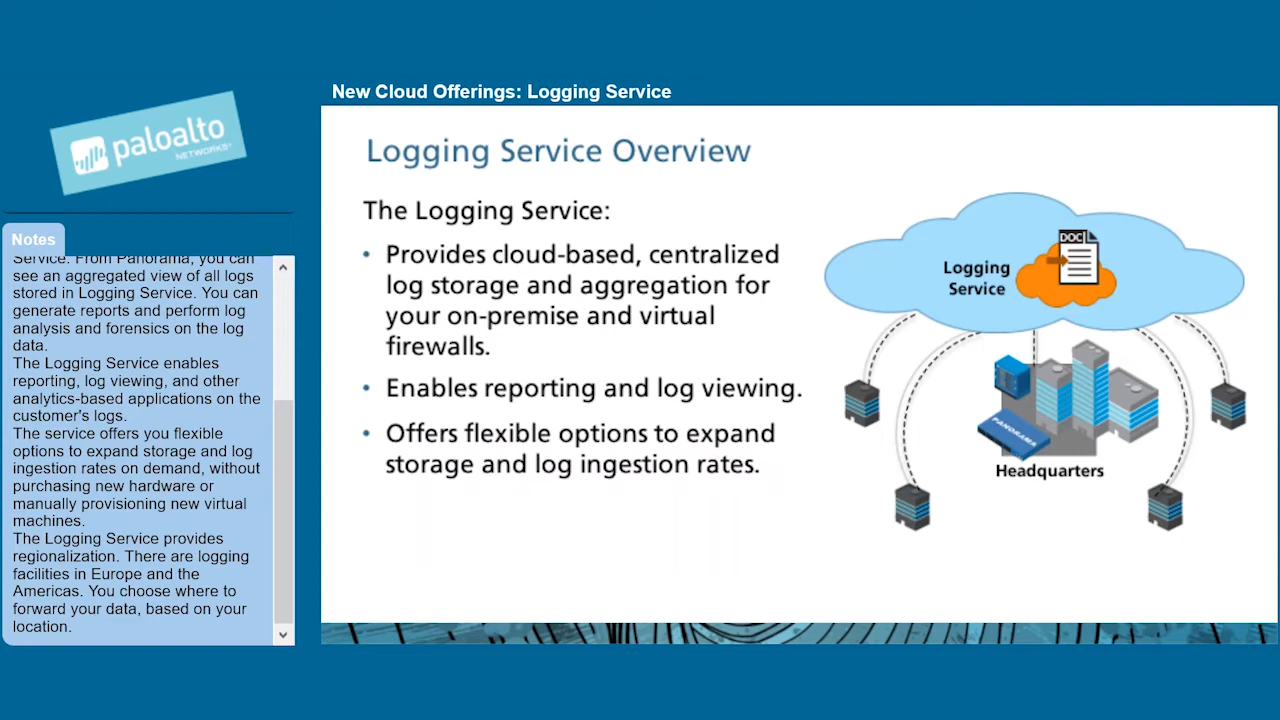 New Cloud Offerings: Logging Service
paloalto
NETWORKS
Notes
Service. From Panorama, you can
see an aggregated view of all logs
stored in Logging Service. You can
generate reports and perform log
analysis and forensics on the log
data.
The Logging Service enables
reporting, log viewing, and other
analytics-based applications on the
customer's logs.
The service offers you flexible
options to expand storage and log
ingestion rates on demand, without
purchasing new hardware or
manually provisioning new virtual
machines.
The Logging Service provides
regionalization. There are logging
facilities in Europe and the
Americas. You choose where to
forward your data, based on your
location.
Logging Service Overview
The Logging Service:
• Provides cloud-based, centralized
log storage and aggregation for
your on-premise and virtual
firewalls.
• Enables reporting and log viewing.
• Offers flexible options to expand
storage and log ingestion rates.
DOC
Logging
Service
PANORAMA
Headquarters